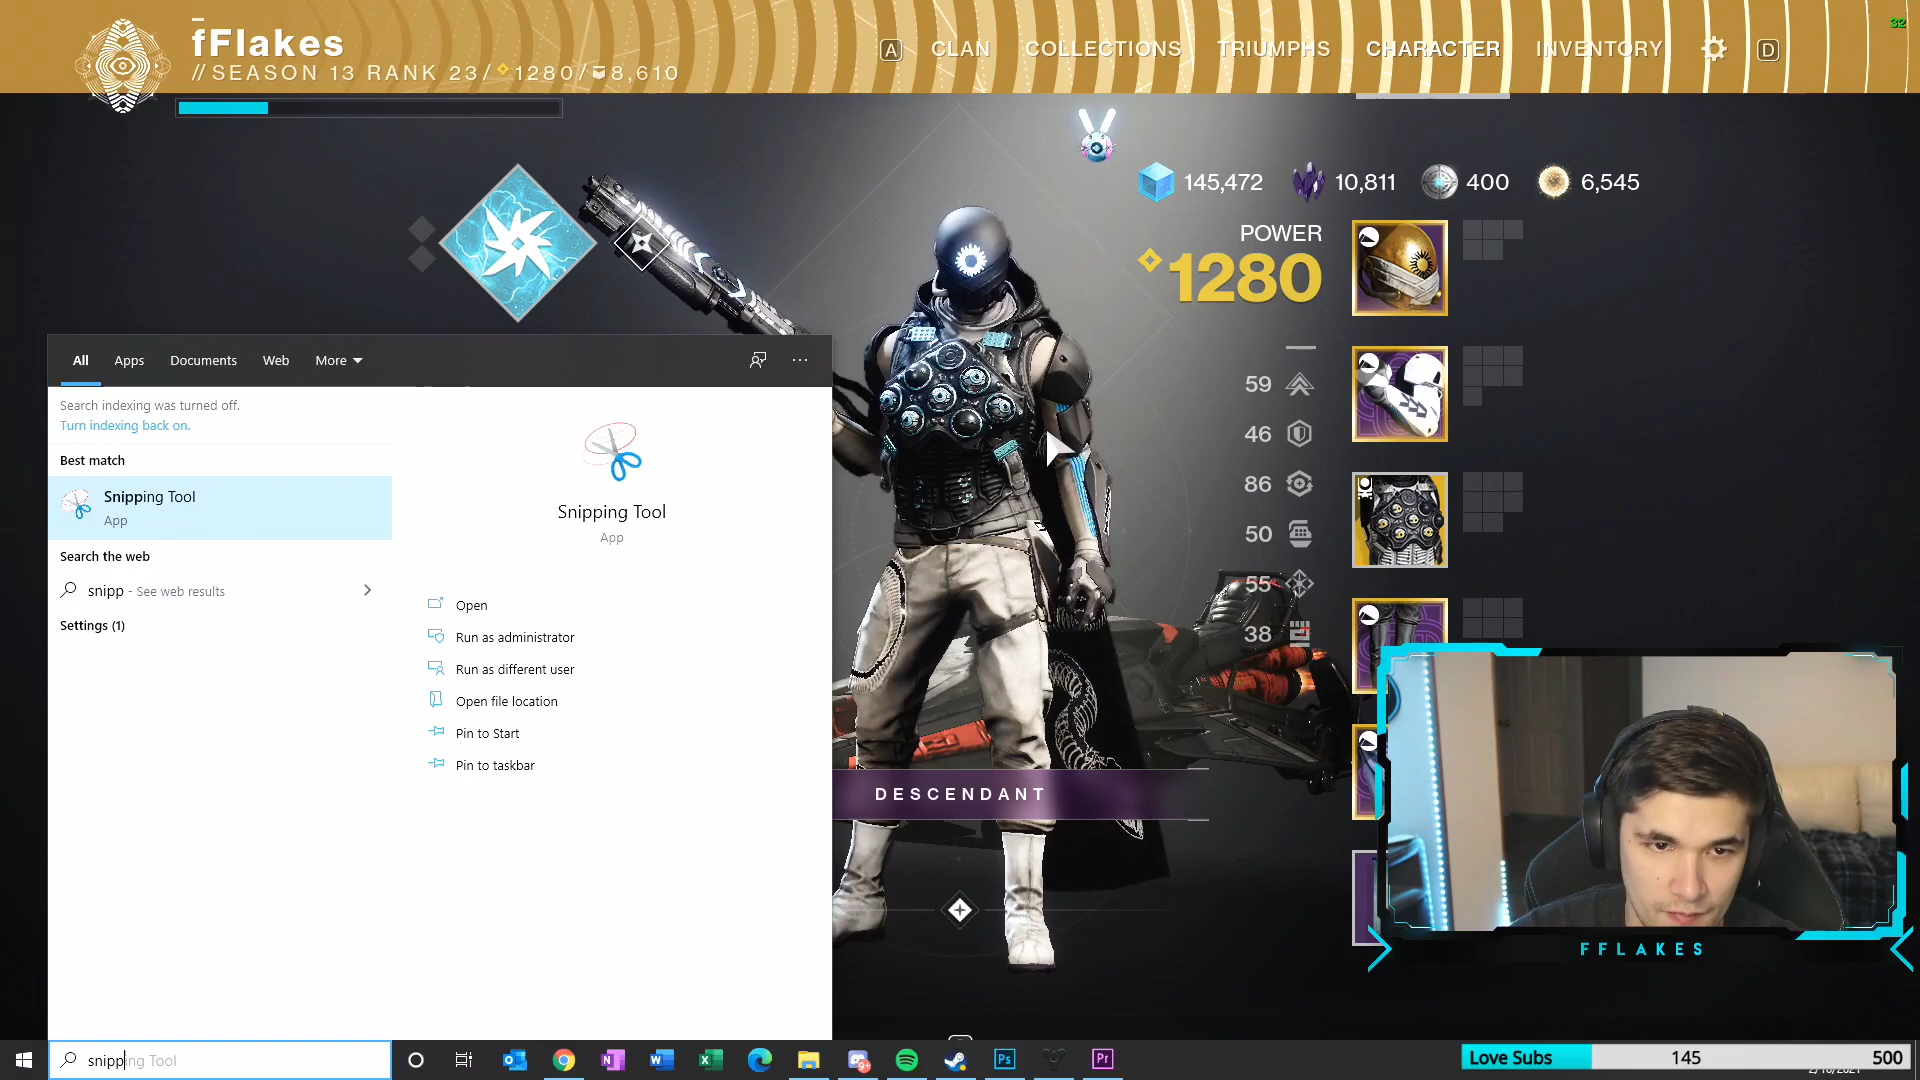 fFlakes
//SEASON 13 RANK 23/1280/8,610
A CLAN COLLECTIONS TRIUMPHS CHARACTER INVENTORY D
32
145,472 10,811 400 6,545
POWER
1280
59
46
86
50
55
38
DESCENDANT
All Apps Documents Web More
Search indexing was turned off.
Turn indexing back on.
Best match
Snipping Tool
App
Search the web
snipp - See web results
Settings (1)
Snipping Tool
App
Open
Run as administrator
Run as different user
Open file location
Pin to Start
Pin to taskbar
FFLAKES
snipping Tool
Love Subs 145 500